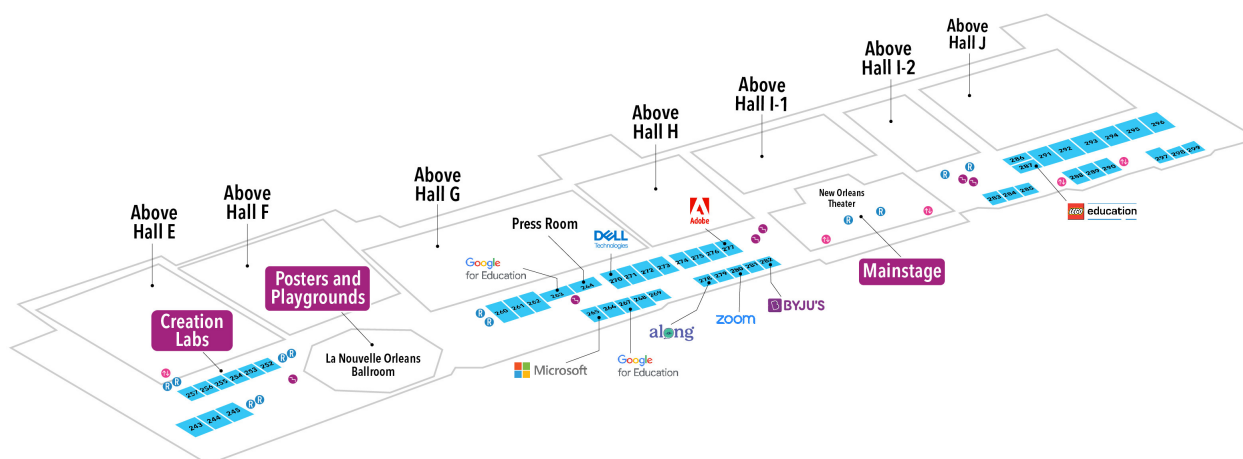 Above
Hall J
Above
Hall I-2
Above
Hall I-1
Above
Hall H
Above
Hall G
Above
Hall F
Above
Hall E
296
295
294
293
292
291
286
287
297
298
299
288
289
290
283
284
285
LEGO education
New Orleans
Theater
Mainstage
Adobe
Press Room
DELL
Technologies
Google
for Education
260
261
262
263
264
270
271
272
273
274
275
276
277
265
266
267
268
269
278
279
280
281
282
BYJU'S
zoom
along
Google
for Education
Microsoft
Posters and
Playgrounds
La Nouvelle Orleans
Ballroom
Creation
Labs
257
256
255
254
253
252
243
244
245
R
R
R
R
R
R
R
R
R
R
R
R